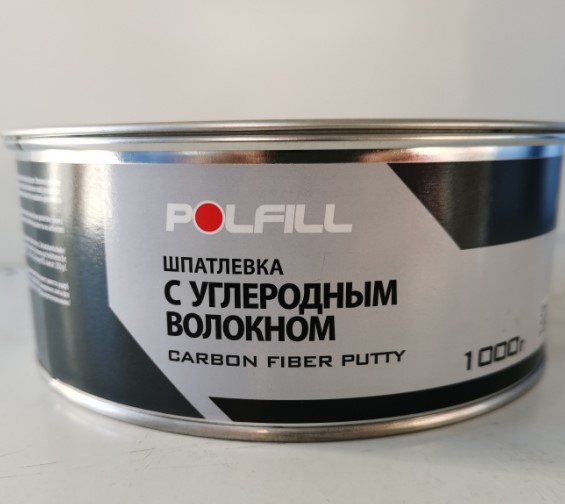 POLFILL
ШПАТЛЕВКА
С УГЛЕРОДНЫМ
ВОЛОКНОМ
CARBON FIBER PUTTY
1000г